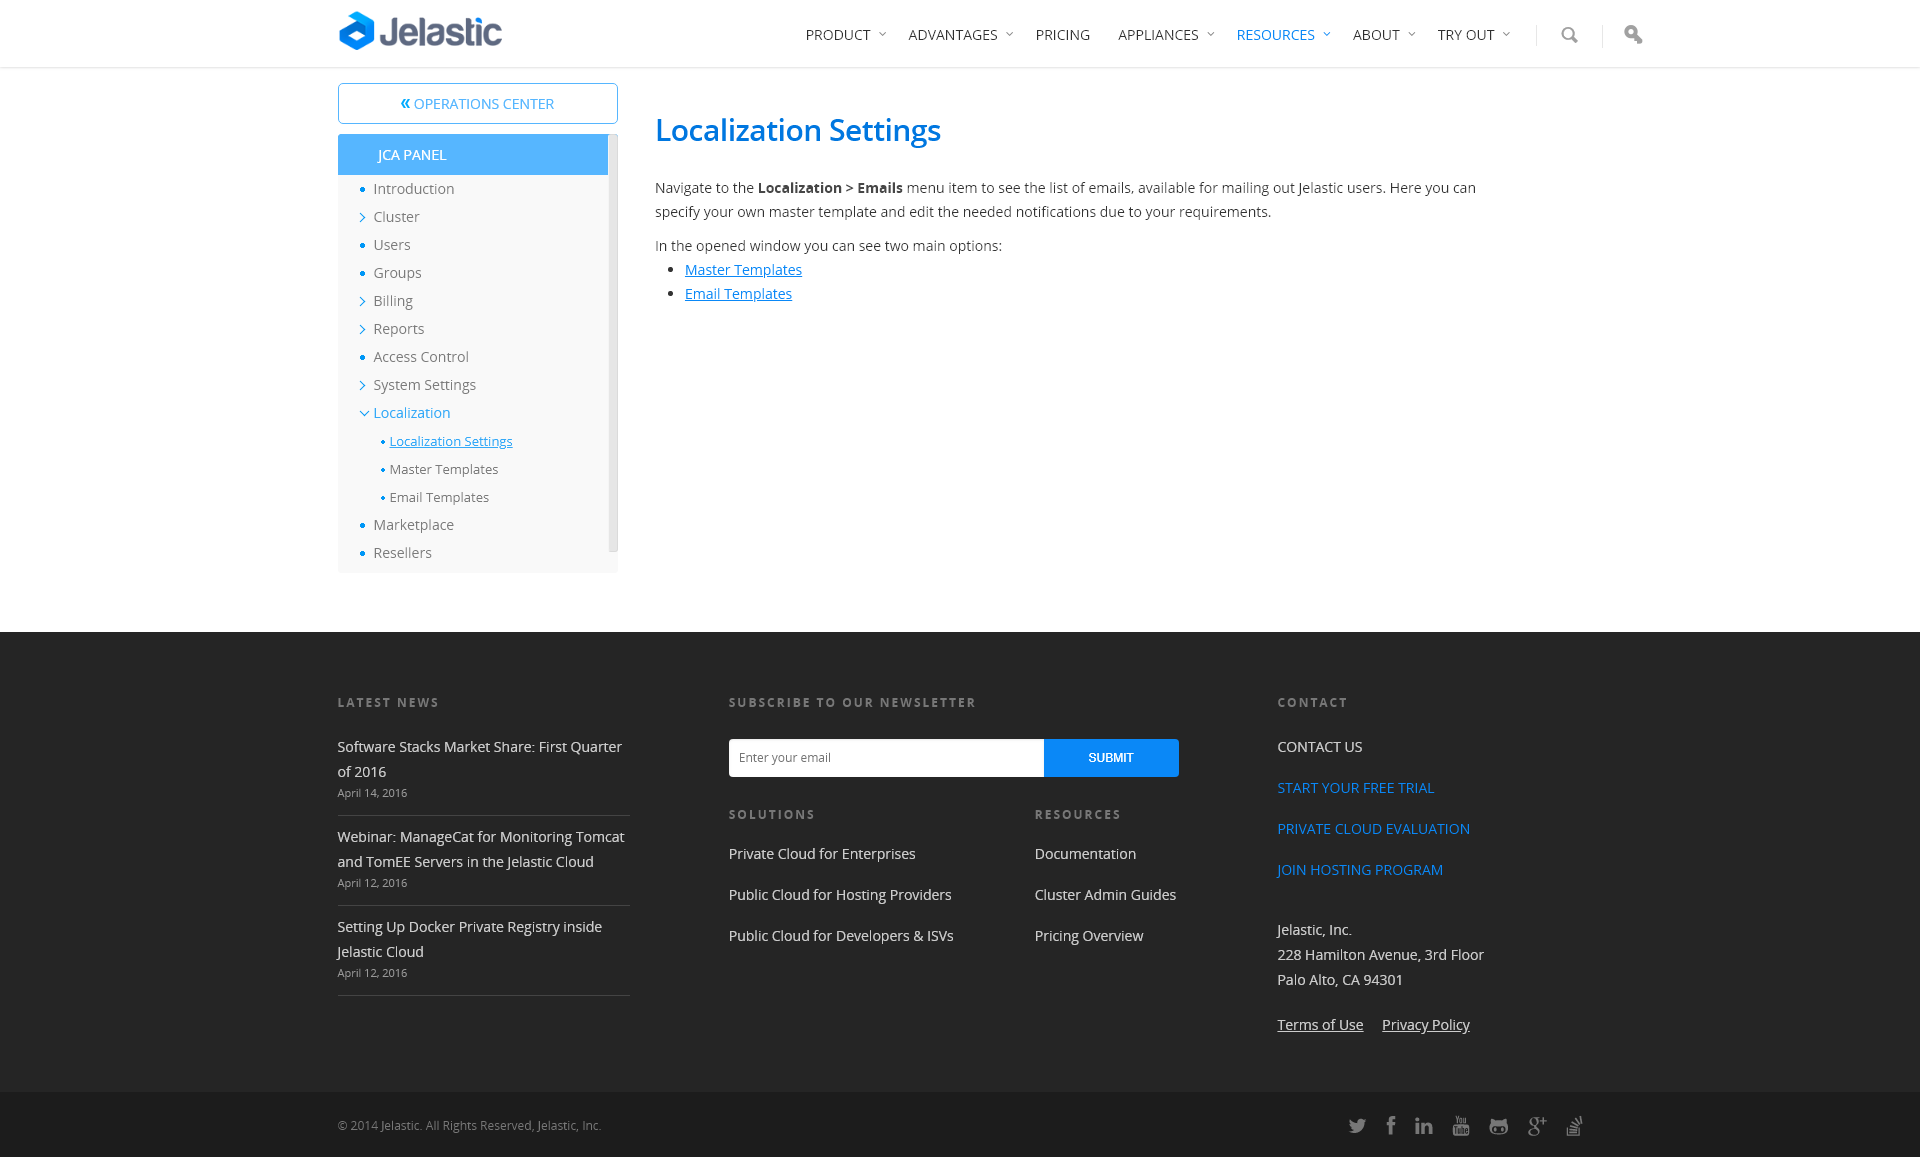 Jelastic
PRODUCT ADVANTAGES PRICING APPLIANCES RESOURCES ABOUT TRY OUT
« OPERATIONS CENTER
JCA PANEL
Introduction
Cluster
Users
Groups
Billing
Reports
Access Control
System Settings
Localization
Localization Settings
Master Templates
Email Templates
Marketplace
Resellers
Localization Settings
Navigate to the Localization > Emails menu item to see the list of emails, available for mailing out Jelastic users. Here you can
specify your own master template and edit the needed notifications due to your requirements.
In the opened window you can see two main options:
Master Templates
Email Templates
LATEST NEWS
Software Stacks Market Share: First Quarter
of 2016
April 14, 2016
Webinar: ManageCat for Monitoring Tomcat
and TomEE Servers in the Jelastic Cloud
April 12, 2016
Setting Up Docker Private Registry inside
Jelastic Cloud
April 12, 2016
SUBSCRIBE TO OUR NEWSLETTER
Enter your email SUBMIT
SOLUTIONS
Private Cloud for Enterprises
Public Cloud for Hosting Providers
Public Cloud for Developers & ISVs
RESOURCES
Documentation
Cluster Admin Guides
Pricing Overview
CONTACT
CONTACT US
START YOUR FREE TRIAL
PRIVATE CLOUD EVALUATION
JOIN HOSTING PROGRAM
Jelastic, Inc.
228 Hamilton Avenue, 3rd Floor
Palo Alto, CA 94301
Terms of Use Privacy Policy
© 2014 Jelastic. All Rights Reserved, Jelastic, Inc.
You
Tube